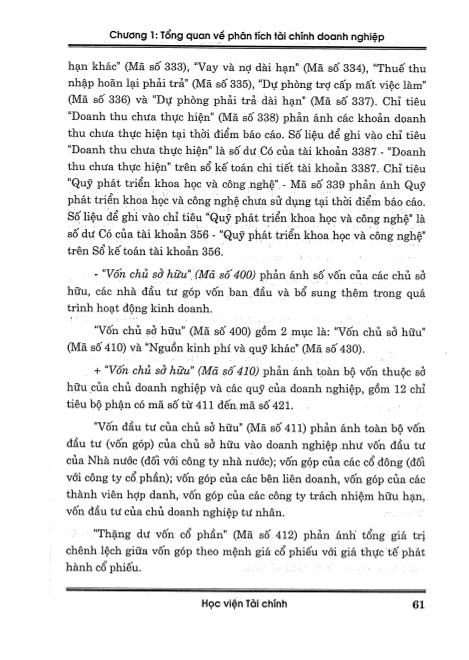 Chương 1: Tổng quan về phân tích tài chính doanh nghiệp
hạn khác" (Mã số 333), "Vay và nợ dài hạn" (Mã số 334), "Thuế thu
nhập hoãn lại phải trả" (Mã số 335), "Dự phòng trợ cấp mất việc làm"
(Mã số 336) và "Dự phòng phải trả dài hạn" (Mã số 337). Chỉ tiêu
"Doanh thu chưa thực hiện" (Mã số 338) phản ánh các khoản doanh
thu chưa thực hiện tại thời điểm báo cáo. Số liệu để ghi vào chỉ tiêu
"Doanh thu chưa thực hiện" là số dư Có của tài khoản 3387 - "Doanh
thu chưa thực hiện" trên sổ kế toán chi tiết tài khoản 3387. Chỉ tiêu
"Quỹ phát triển khoa học và công nghệ" - Mã số 339 phản ánh Quỹ
phát triển khoa học và công nghệ chưa sử dụng tại thời điểm báo cáo.
Số liệu để ghi vào chỉ tiêu "Quỹ phát triển khoa học và công nghệ" là
số dư Có của tài khoản 356 - "Quỹ phát triển khoa học và công nghệ"
trên Sổ kế toán tài khoản 356.
- "Vốn chủ sở hữu" (Mã số 400) phản ánh số vốn của các chủ sở
hữu, các nhà đầu tư góp vốn ban đầu và bổ sung thêm trong quá
trình hoạt động kinh doanh.
"Vốn chủ sở hữu" (Mã số 400) gồm 2 mục là: "Vốn chủ sở hữu"
(Mã số 410) và "Nguồn kinh phí và quỹ khác" (Mã số 430).
+ "Vốn chủ sở hữu" (Mã số 410) phản ánh toàn bộ vốn thuộc sở
hữu của chủ doanh nghiệp và các quỹ của doanh nghiệp, gồm 12 chỉ
tiêu bộ phận có mã số từ 411 đến mã số 421.
"Vốn đầu tư của chủ sở hữu" (Mã số 411) phản ánh toàn bộ vốn
đầu tư (vốn góp) của chủ sở hữu vào doanh nghiệp như vốn đầu tư
của Nhà nước (đối với công ty nhà nước); vốn góp của các cổ đông (đối
với công ty cổ phần); vốn góp của các bên liên doanh, vốn góp của các
thành viên hợp danh, vốn góp của các công ty trách nhiệm hữu hạn,
vốn đầu tư của chủ doanh nghiệp tư nhân.
"Thặng dư vốn cổ phần" (Mã số 412) phản ánh tổng giá trị
chênh lệch giữa vốn góp theo mệnh giá cổ phiếu với giá thực tế phát
hành cổ phiếu.
Học viện Tài chính 61